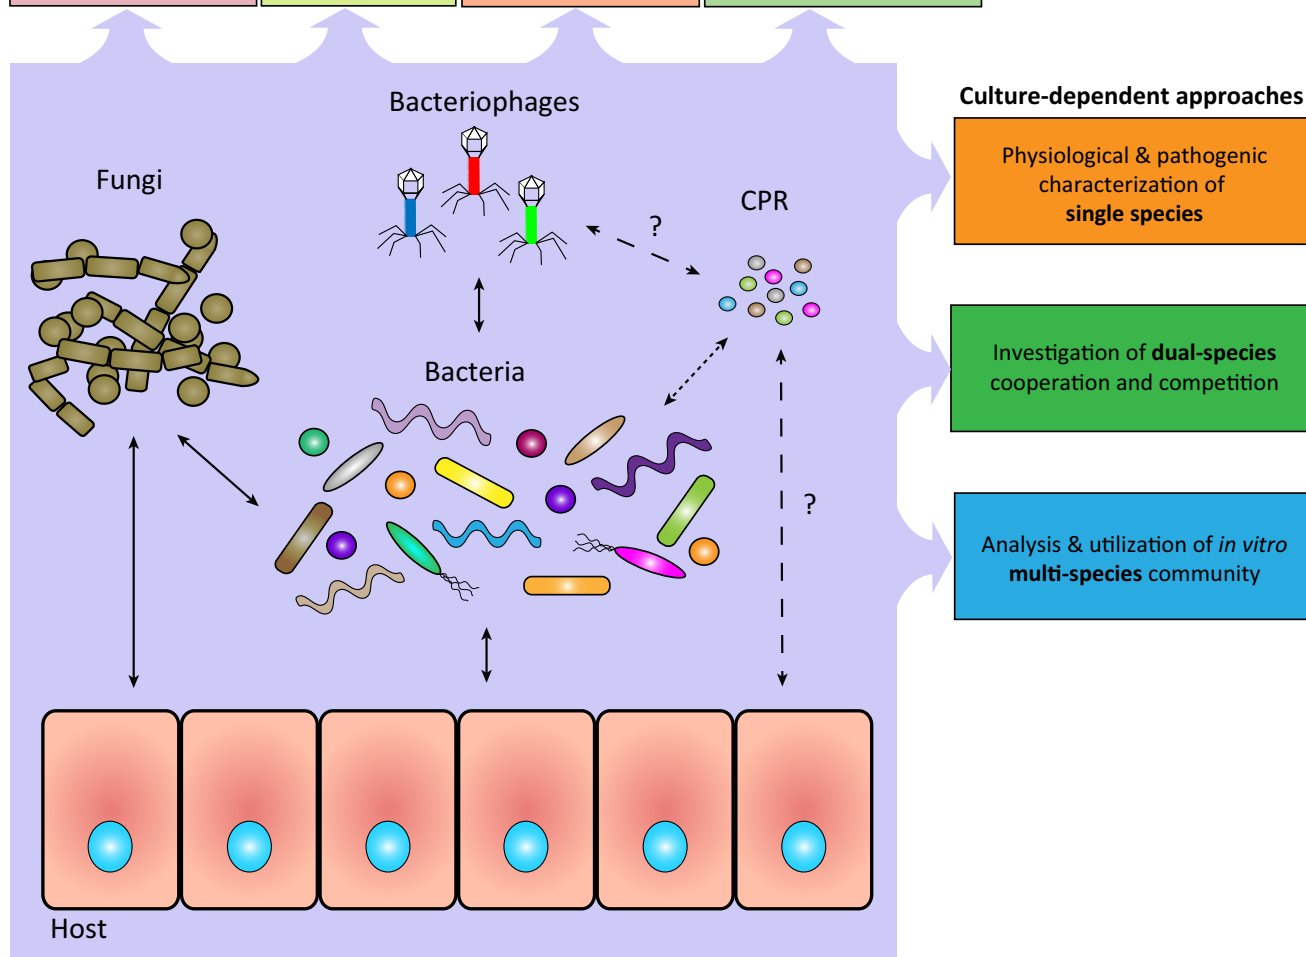 Bacteriophages
Culture-dependent approaches
Physiological & pathogenic
characterization of
single species
Fungi
CPR
?
Investigation of dual-species
cooperation and competition
Bacteria
?
Analysis & utilization of in vitro
multi-species community
Host